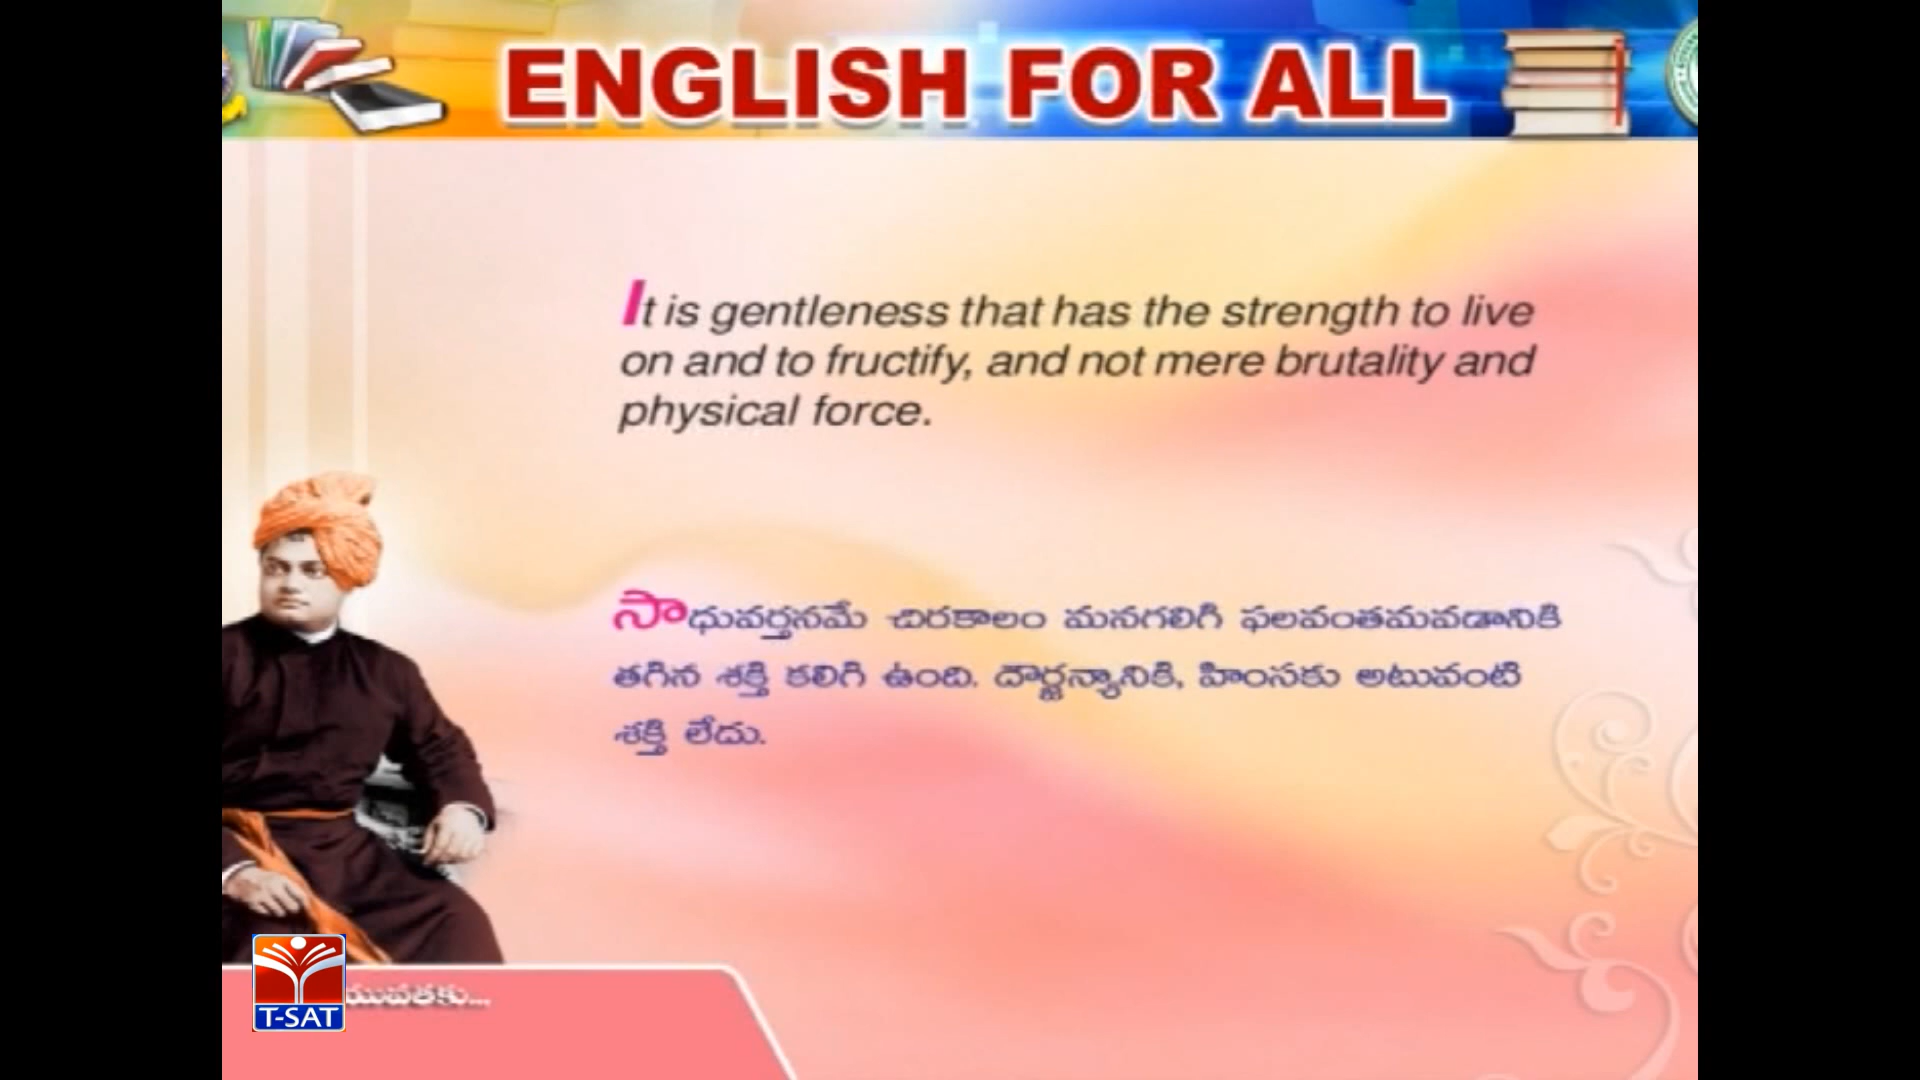 ENGLISH FOR ALL
It is gentleness that has the strength to live
on and to fructify, and not mere brutality and
physical force.
సాధువర్తనమే చిరకాలం మనగలిగి ఫలవంతమవడానికి
తగిన శక్తి కలిగి ఉంది. దౌర్జన్యానికి, హింసకు అటువంటి
శక్తి లేదు.
యువతకు...
T-SAT